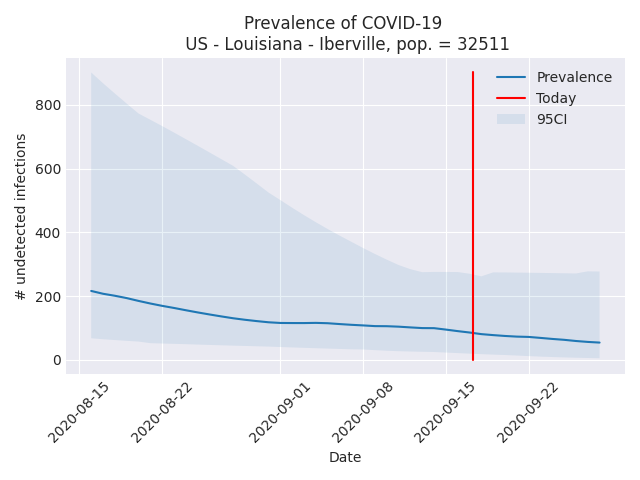 Prevalence of COVID-19
US - Louisiana - Iberville, pop. = 32511
Prevalence
Today
95CI
800
600
400
200
0
# undetected infections
2020-08-15
2020-08-22
2020-09-01
2020-09-08
2020-09-15
2020-09-22
Date